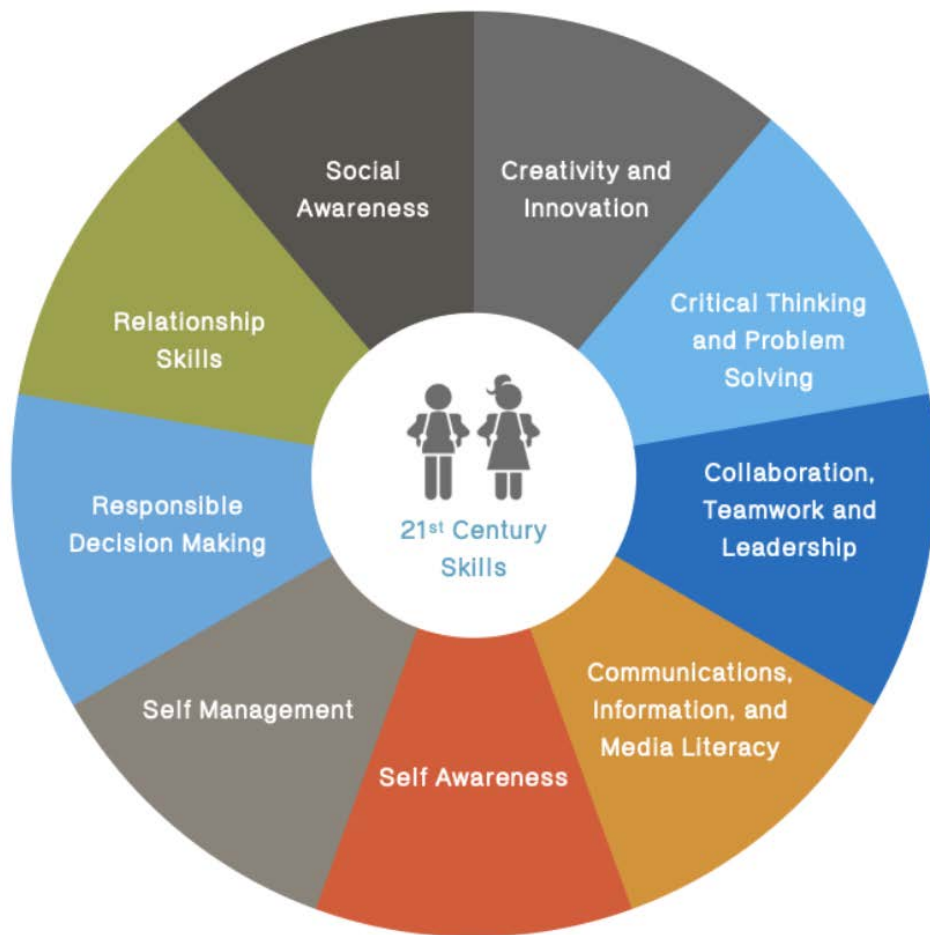 Social
Awareness
Creativity and
Innovation
Critical Thinking
and Problem
Solving
Collaboration,
Teamwork and
Leadership
Communications,
Information, and
Media Literacy
Self Awareness
Self Management
Responsible
Decision Making
Relationship
Skills
21st Century
Skills